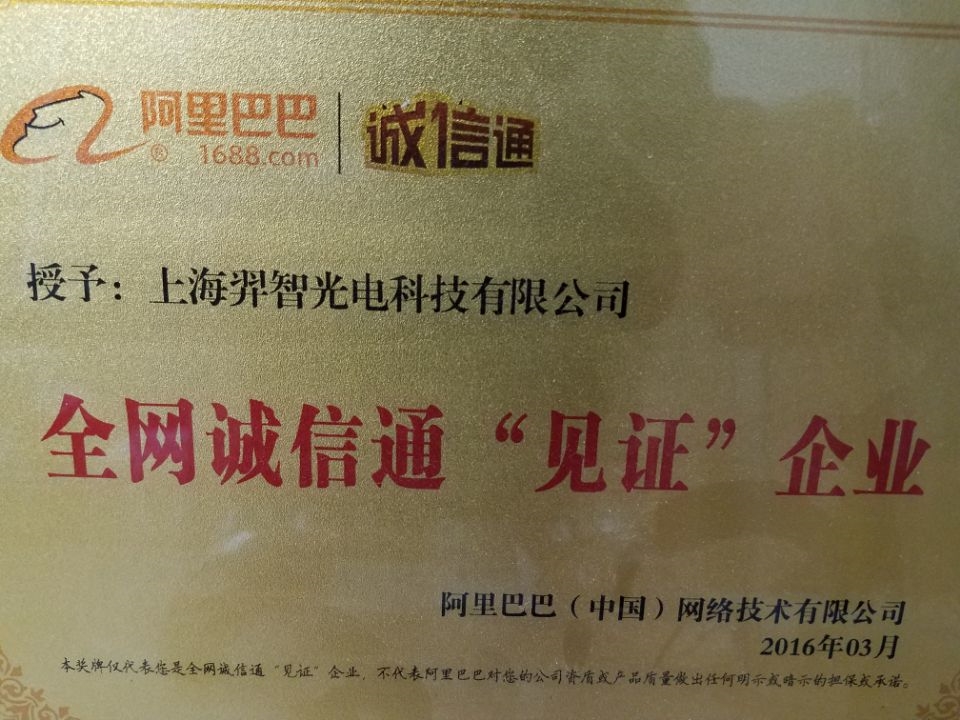 阿里巴巴
® 1688.com
诚信通
授予：上海羿智光电科技有限公司
全网诚信通“见证”企业
阿里巴巴（中国）网络技术有限公司
2016年03月
本奖牌仅代表您是全网诚信通“见证”企业，不代表阿里巴巴对您的公司资质或产品质量做出任何明示或暗示的担保或承诺。